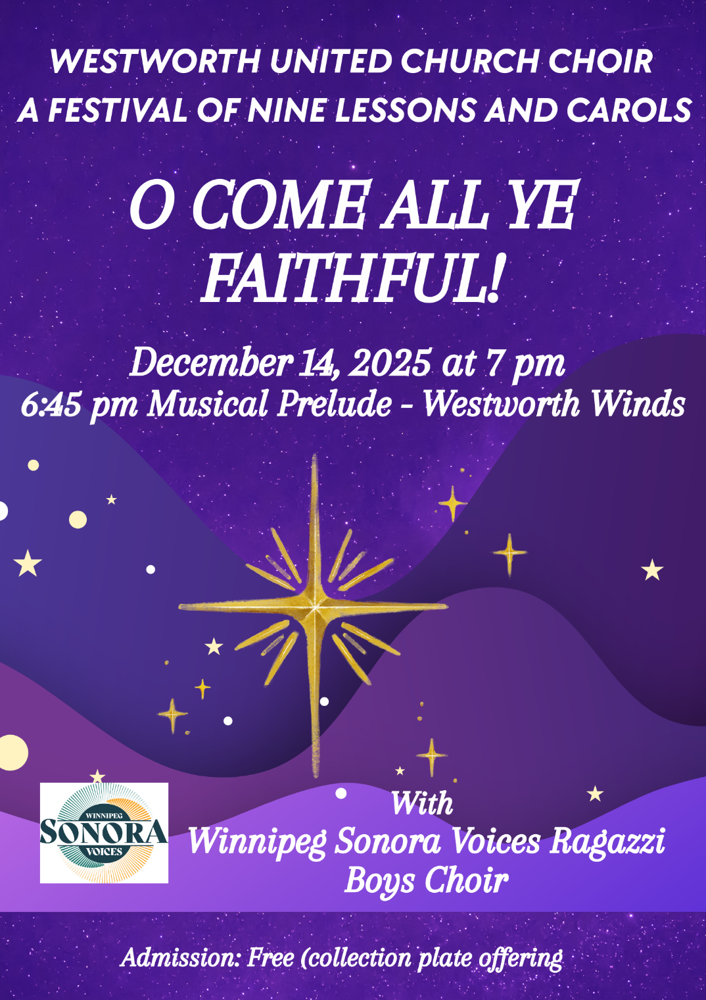 WESTWORTH UNITED CHURCH CHOIR
A FESTIVAL OF NINE LESSONS AND CAROLS
O COME ALL YE
FAITHFUL!
December 14, 2025 at 7 pm
6:45 pm Musical Prelude - Westworth Winds
With
Winnipeg Sonora Voices Ragazzi
Boys Choir
WINNIPEG
SONORA
VOICES
Admission: Free (collection plate offering